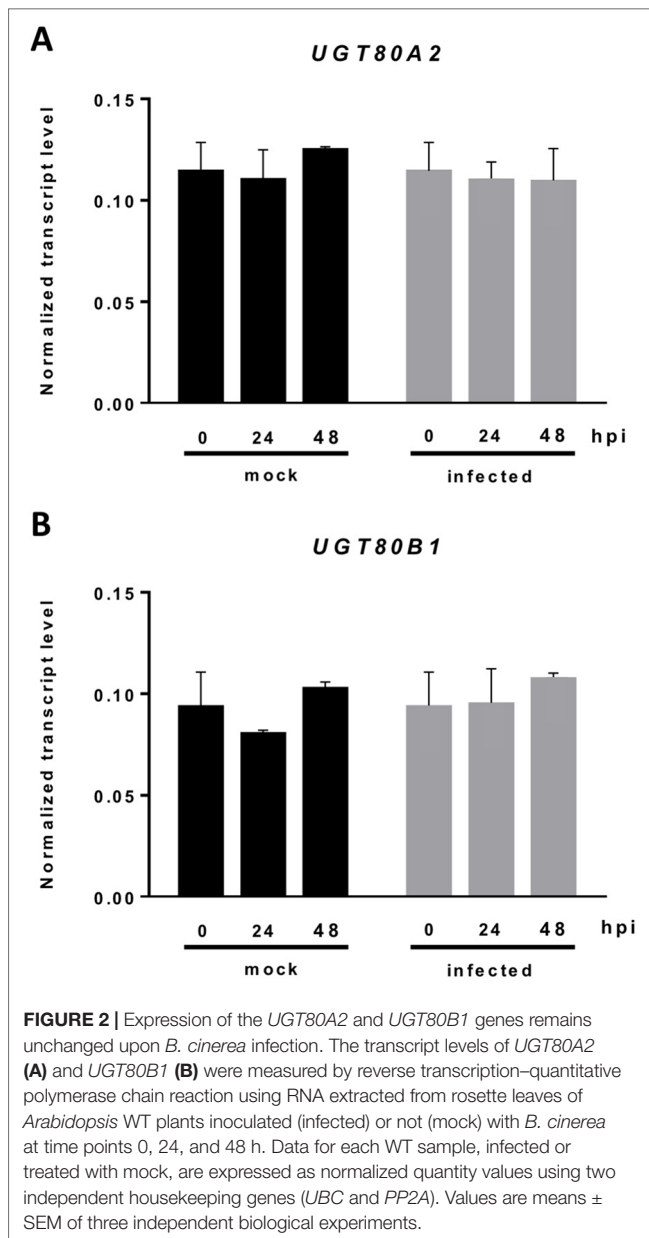 A
UGT80A2
Normalized transcript level
0.15
0.10
0.05
0.00
0 24 48 0 24 48 hpi
mock infected
B
UGT80B1
Normalized transcript level
0.15
0.10
0.05
0.00
0 24 48 0 24 48 hpi
mock infected
FIGURE 2 | Expression of the UGT80A2 and UGT80B1 genes remains
unchanged upon B. cinerea infection. The transcript levels of UGT80A2
(A) and UGT80B1 (B) were measured by reverse transcription–quantitative
polymerase chain reaction using RNA extracted from rosette leaves of
Arabidopsis WT plants inoculated (infected) or not (mock) with B. cinerea
at time points 0, 24, and 48 h. Data for each WT sample, infected or
treated with mock, are expressed as normalized quantity values using two
independent housekeeping genes (UBC and PP2A). Values are means ±
SEM of three independent biological experiments.